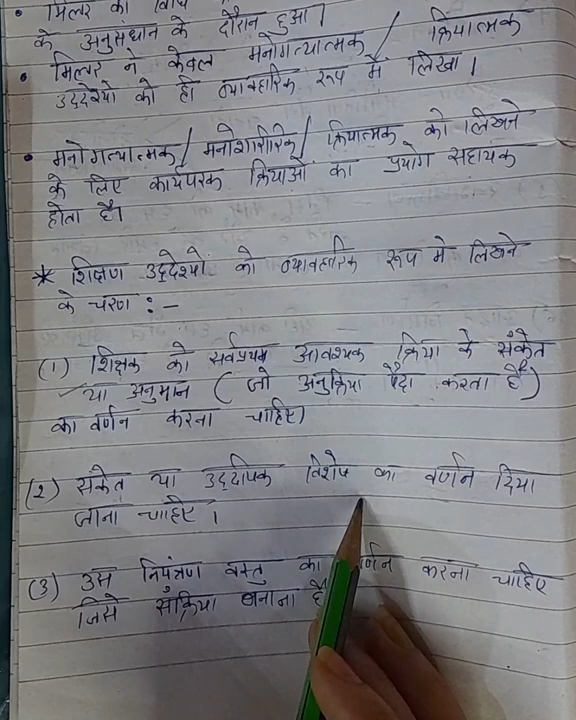 • मिलर का विधि
के अनुसंधान के दौरान हुआ।
• मिलर ने केवल मनोगत्यात्मक / क्रियात्मक
उद्देश्यो को ही व्यावहारिक रूप में लिखा।
• मनोगत्यात्मक / मनोशारीरिक / क्रियात्मक को लिखने
के लिए कार्यपरक क्रियाओं का प्रयोग सहायक
होता है।
* शिक्षण उद्देश्यों को व्यावहारिक रूप मे लिखने
के चरण :-
(1) शिक्षक को सर्वप्रथम आवश्यक क्रिया के संकेत
या अनुमान ( जो अनुक्रिया पैदा करता है )
का वर्णन करना चाहिए।
(2) संकेत या उद्दीपक विशेष का वर्णन दिया
जाना चाहिए।
(3) उस नियंत्रण वस्तु का करना चाहिए
जिसे सक्रिया बनाना